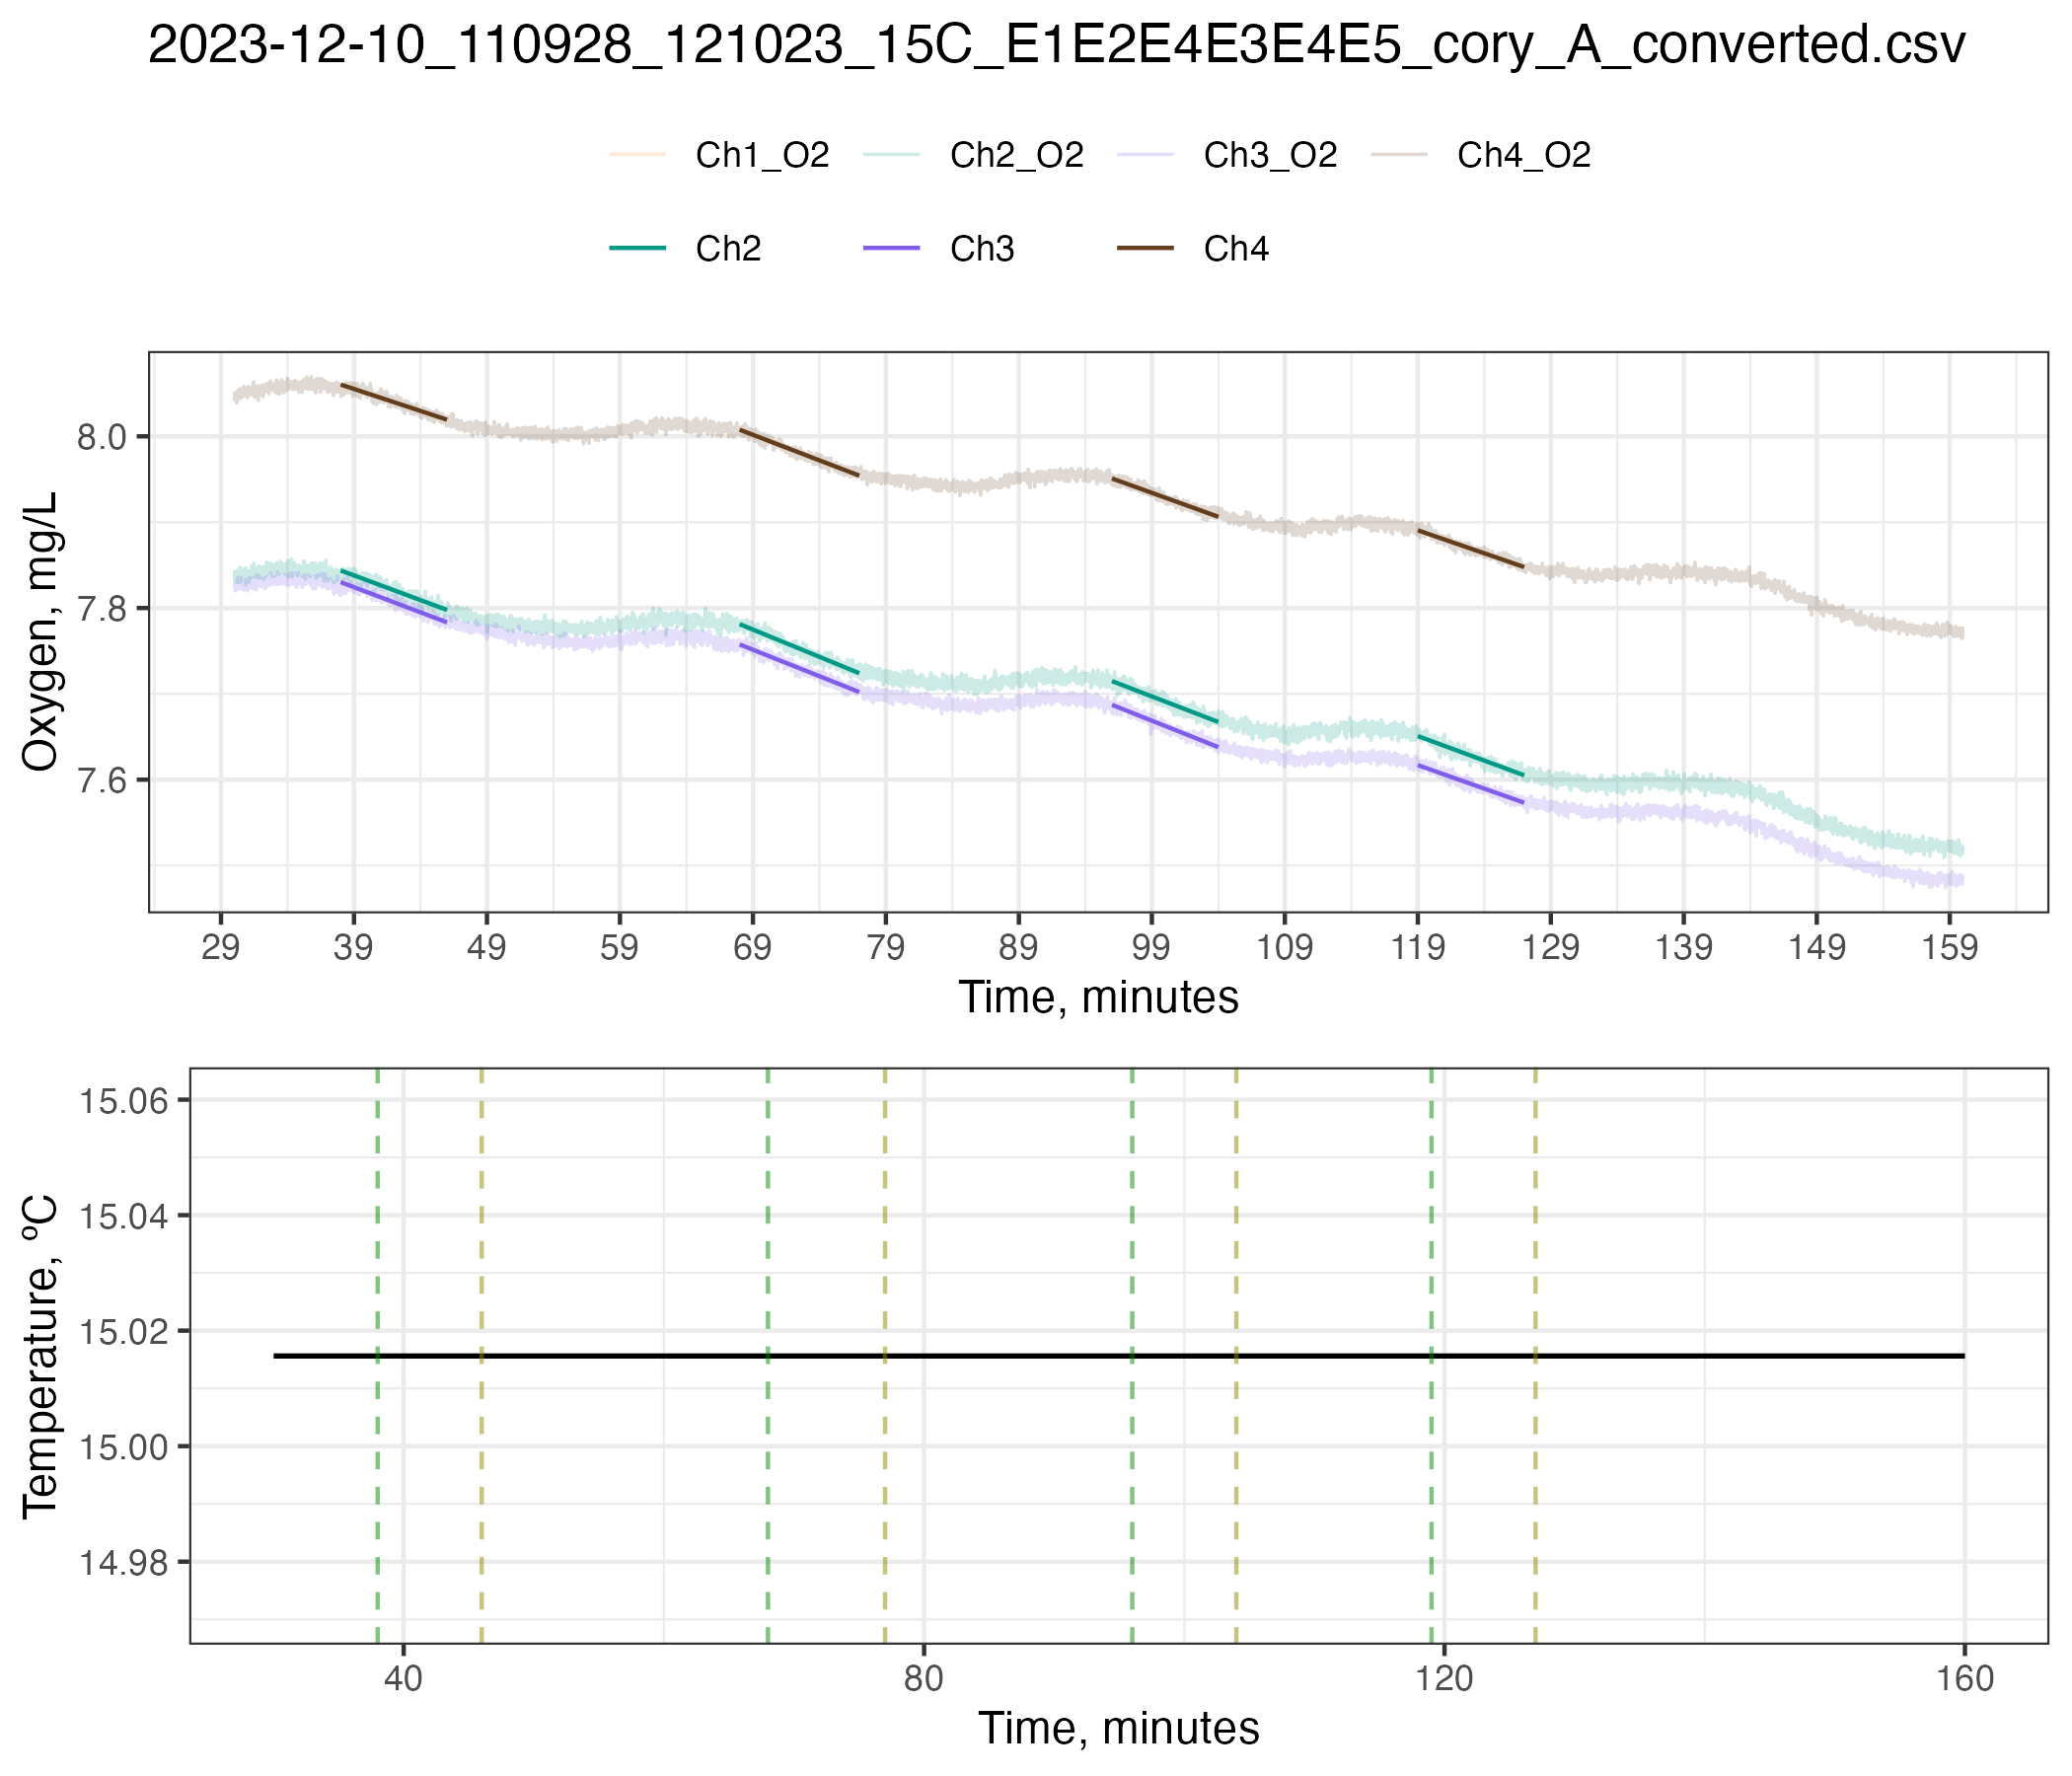 2023-12-10_110928_121023_15C_E1E2E4E3E4E5_cory_A_converted.csv
Ch1_O2 Ch2_O2 Ch3_O2 Ch4_O2
Ch2 Ch3 Ch4
Oxygen, mg/L
8.0
7.8
7.6
29 39 49 59 69 79 89 99 109 119 129 139 149 159
Time, minutes
Temperature, ºC
15.06
15.04
15.02
15.00
14.98
40 80 120 160
Time, minutes